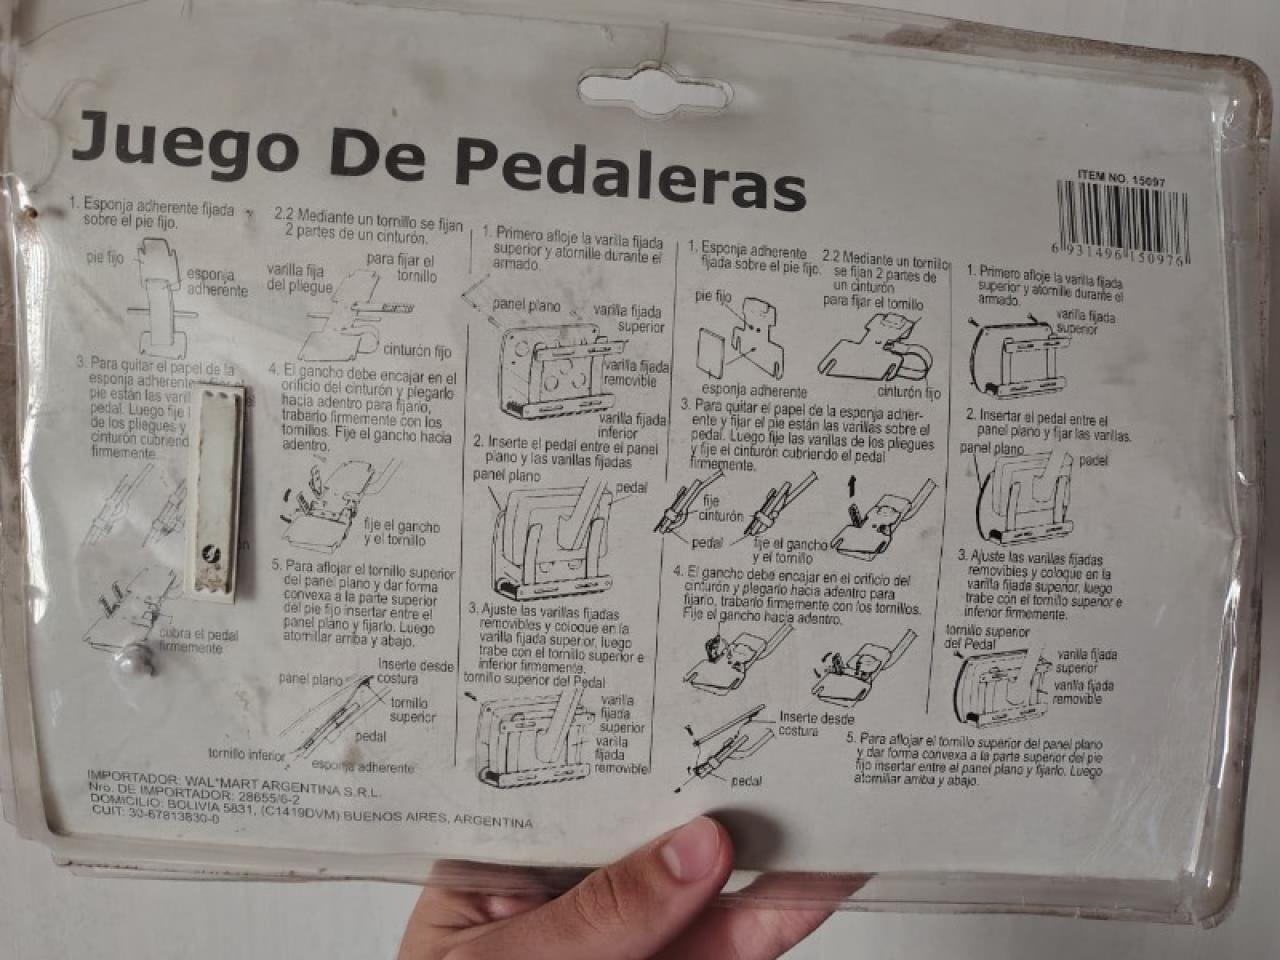 Juego De Pedaleras
ITEM NO. 15097
6 931496 150976
1. Esponja adherente fijada
sobre el pie fijo.
pie fijo
esponja
adherente
3. Para quitar el papel de la
esponja adherente
pie están las
pedal. Luego fije
de los pliegues y
cinturón cubriend
firmemente.
cubra el pedal
firmemente
2.2 Mediante un tornillo se fijan
2 partes de un cinturón.
para fijar el
tornillo
varilla fija
del pliegue
cinturón fijo
4. El gancho debe encajar en el
orificio del cinturón y plegarlo
hacia adentro para fijarlo,
trabarlo firmemente con los
tornillos. Fije el gancho hacia
adentro.
fije el gancho
y el tornillo
5. Para aflojar el tornillo superior
del panel plano y dar forma
convexa a la parte superior
del pie fijo insertar entre el
panel plano y fijarlo. Luego
atornillar arriba y abajo.
Inserte desde
costura
panel plano
tornillo
superior
pedal
tornillo inferior
esponja adherente
1. Primero afloje la varilla fijada
superior y atornille durante el
armado.
panel plano
varilla fijada
superior
varilla fijada
removible
varilla fijada
inferior
2. Inserte el pedal entre el panel
plano y las varillas fijadas
panel plano
pedal
3. Ajuste las varillas fijadas
removibles y coloque en la
varilla fijada superior, luego
trabe con el tornillo superior e
inferior firmemente.
tornillo superior del Pedal
varilla
fijada
superior
varilla
fijada
removible
1. Esponja adherente
fijada sobre el pie fijo.
pie fijo
esponja adherente
2.2 Mediante un tornillo
se fijan 2 partes de
un cinturón
para fijar el tornillo
cinturón fijo
3. Para quitar el papel de la esponja adher-
ente y fijar el pie están las varillas sobre el
pedal. Luego fije las varillas de los pliegues
y fije el cinturón cubriendo el pedal
firmemente.
fije
cinturón
pedal
fije el gancho
y el tornillo
4. El gancho debe encajar en el orificio del
cinturón y plegarlo hacia adentro para
fijarlo, trabarlo firmemente con los tornillos.
Fije el gancho hacia adentro.
Inserte desde
costura
pedal
1. Primero afloje la varilla fijada
superior y atornille durante el
armado.
varilla fijada
superior
2. Insertar el pedal entre el
panel plano y fijar las varillas.
panel plano
padel
3. Ajuste las varillas fijadas
removibles y coloque en la
varilla fijada superior, luego
trabe con el tornillo superior e
inferior firmemente.
tornillo superior
del Pedal
varilla fijada
superior
varilla fijada
removible
5. Para aflojar el tornillo superior del panel plano
y dar forma convexa a la parte superior del pie
fijo insertar entre el panel plano y fijarlo. Luego
atornillar arriba y abajo.
IMPORTADOR: WAL*MART ARGENTINA S.R.L.
Nro. DE IMPORTADOR: 28655/6-2
DOMICILIO: BOLIVIA 5831, (C1419DVM) BUENOS AIRES, ARGENTINA
CUIT: 30-67813830-0